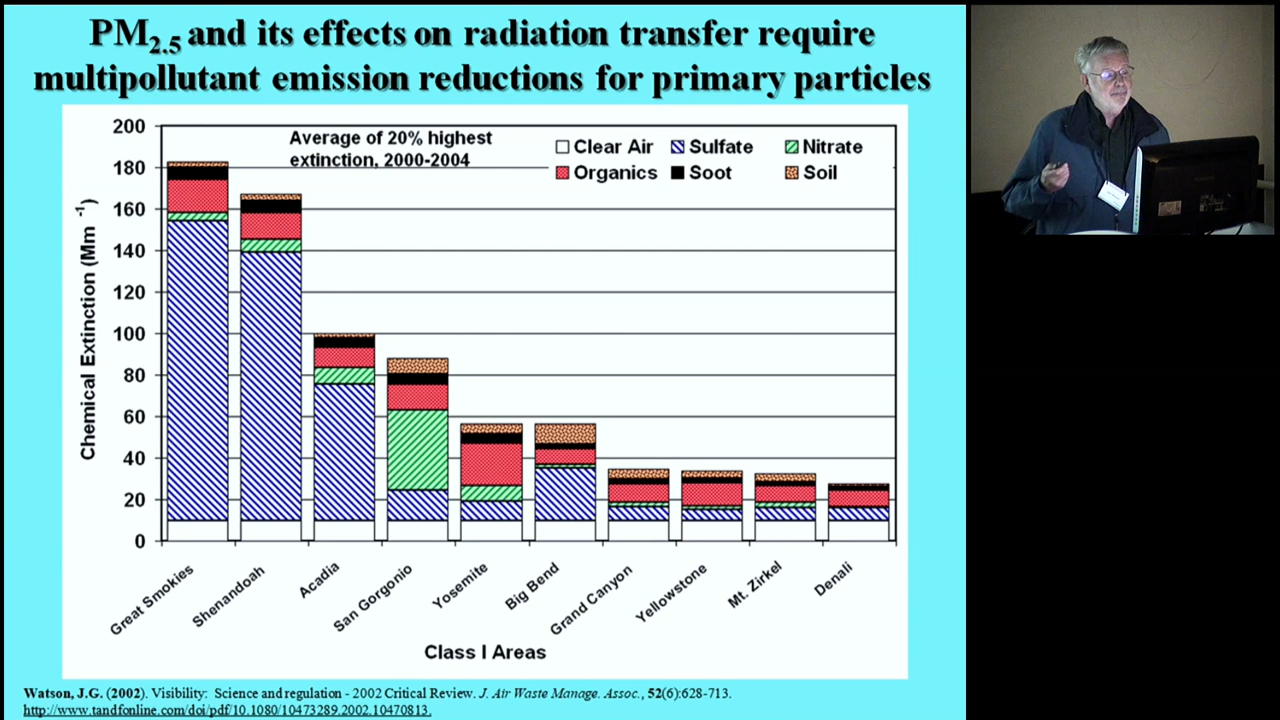 PM2.5 and its effects on radiation transfer require
multipollutant emission reductions for primary particles
Average of 20% highest
extinction, 2000-2004
Clear Air Sulfate Nitrate
Organics Soot Soil
Chemical Extinction (Mm -1)
200
180
160
140
120
100
80
60
40
20
0
Great Smokies
Shenandoah
Acadia
San Gorgonio
Yosemite
Big Bend
Grand Canyon
Yellowstone
Mt. Zirkel
Denali
Class I Areas
Watson, J.G. (2002). Visibility: Science and regulation - 2002 Critical Review. J. Air Waste Manage. Assoc., 52(6):628-713.
http://www.tandfonline.com/doi/pdf/10.1080/10473289.2002.10470813.